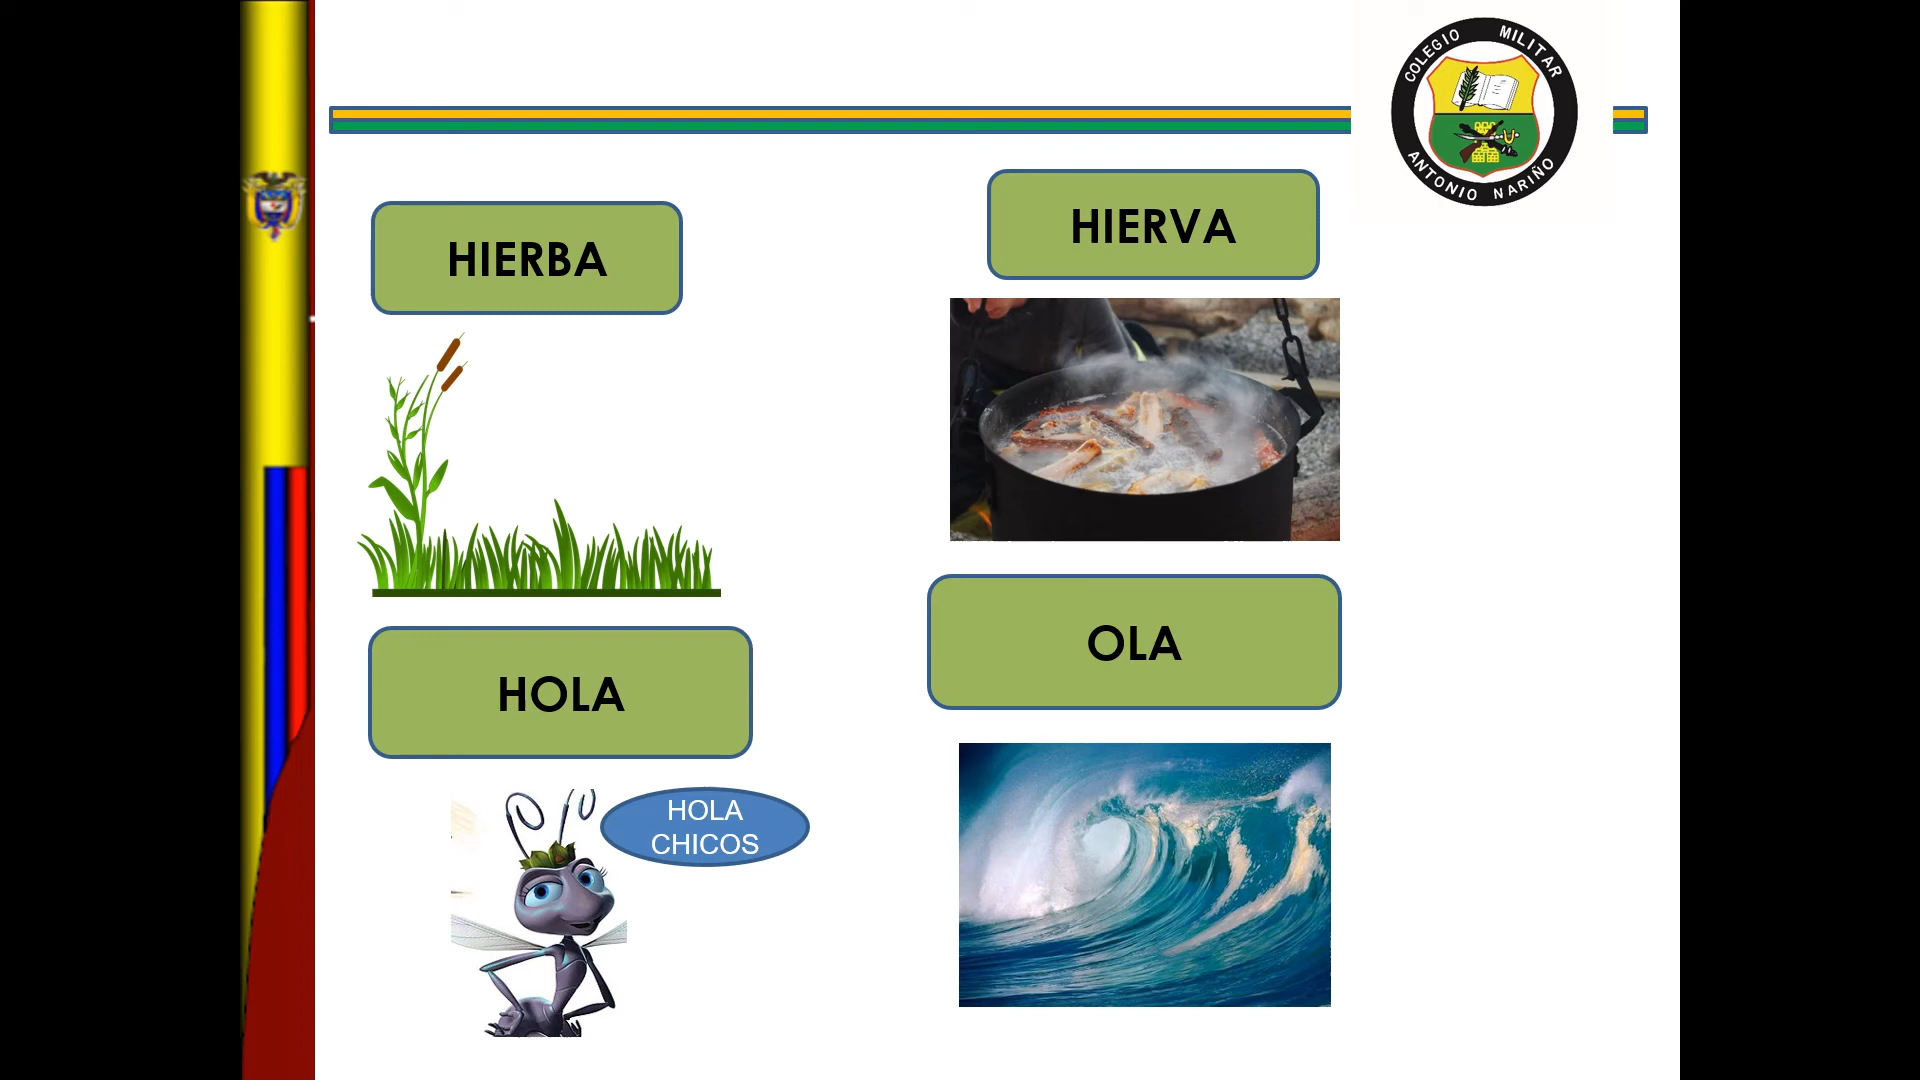 COLEGIO MILITAR
ANTONIO NARIÑO
HIERBA
HIERVA
HOLA
OLA
HOLA
CHICOS